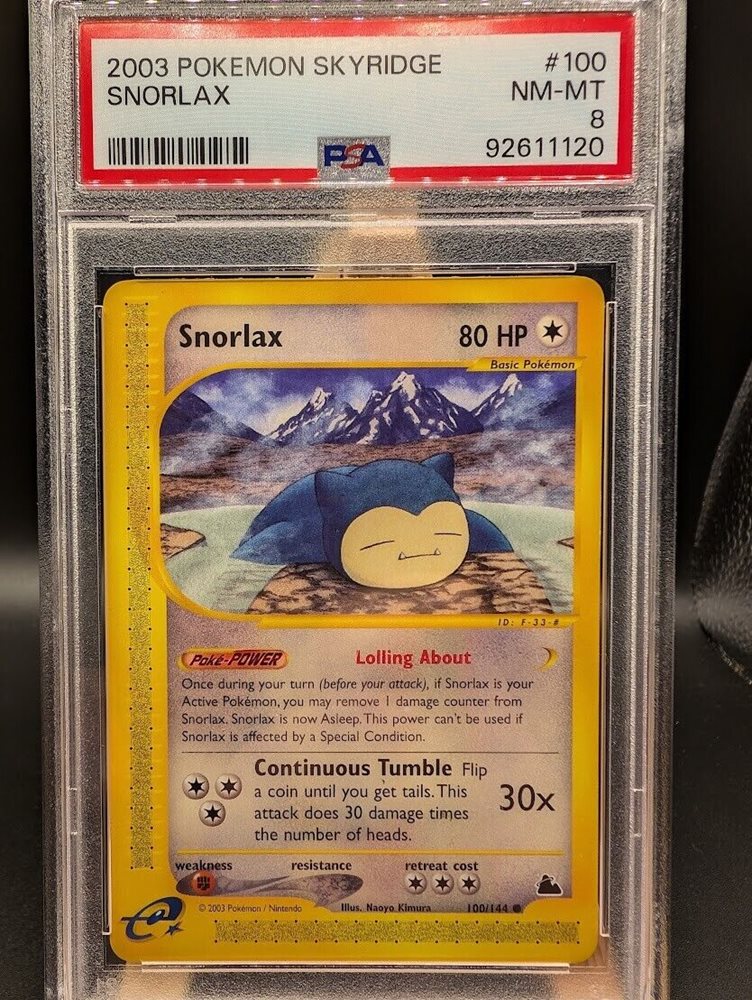 2003 POKEMON SKYRIDGE #100
SNORLAX NM-MT
8
PSA 92611120
Snorlax 80 HP
Basic Pokémon
ID: F-33-#
Poké-POWER Lolling About
Once during your turn (before your attack), if Snorlax is your
Active Pokémon, you may remove 1 damage counter from
Snorlax. Snorlax is now Asleep. This power can't be used if
Snorlax is affected by a Special Condition.
Continuous Tumble Flip
a coin until you get tails. This
attack does 30 damage times
the number of heads.
30x
weakness resistance retreat cost
© 2003 Pokémon / Nintendo Illus. Naoyo Kimura 100/144
e